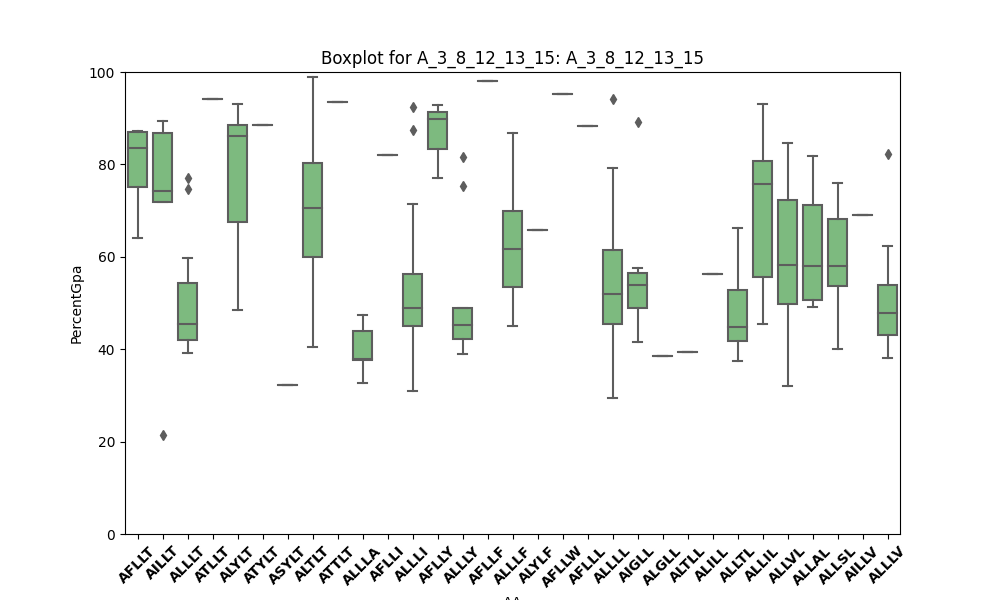 Boxplot for A_3_8_12_13_15: A_3_8_12_13_15
PercentGpa
100
80
60
40
20
0
AFLLT
AILLT
ALLLT
ATLLT
ALYLT
ATYLT
ASYLT
ALTLT
ATTLT
ALLLA
AFLLI
ALLLI
AFLLY
ALLLY
AFLLF
ALLLF
ALYLF
AFLLW
AFLLL
ALLLL
AIGLL
ALGLL
ALTLL
ALILL
ALLTL
ALLIL
ALLVL
ALLAL
ALLSL
AILLV
ALLLV